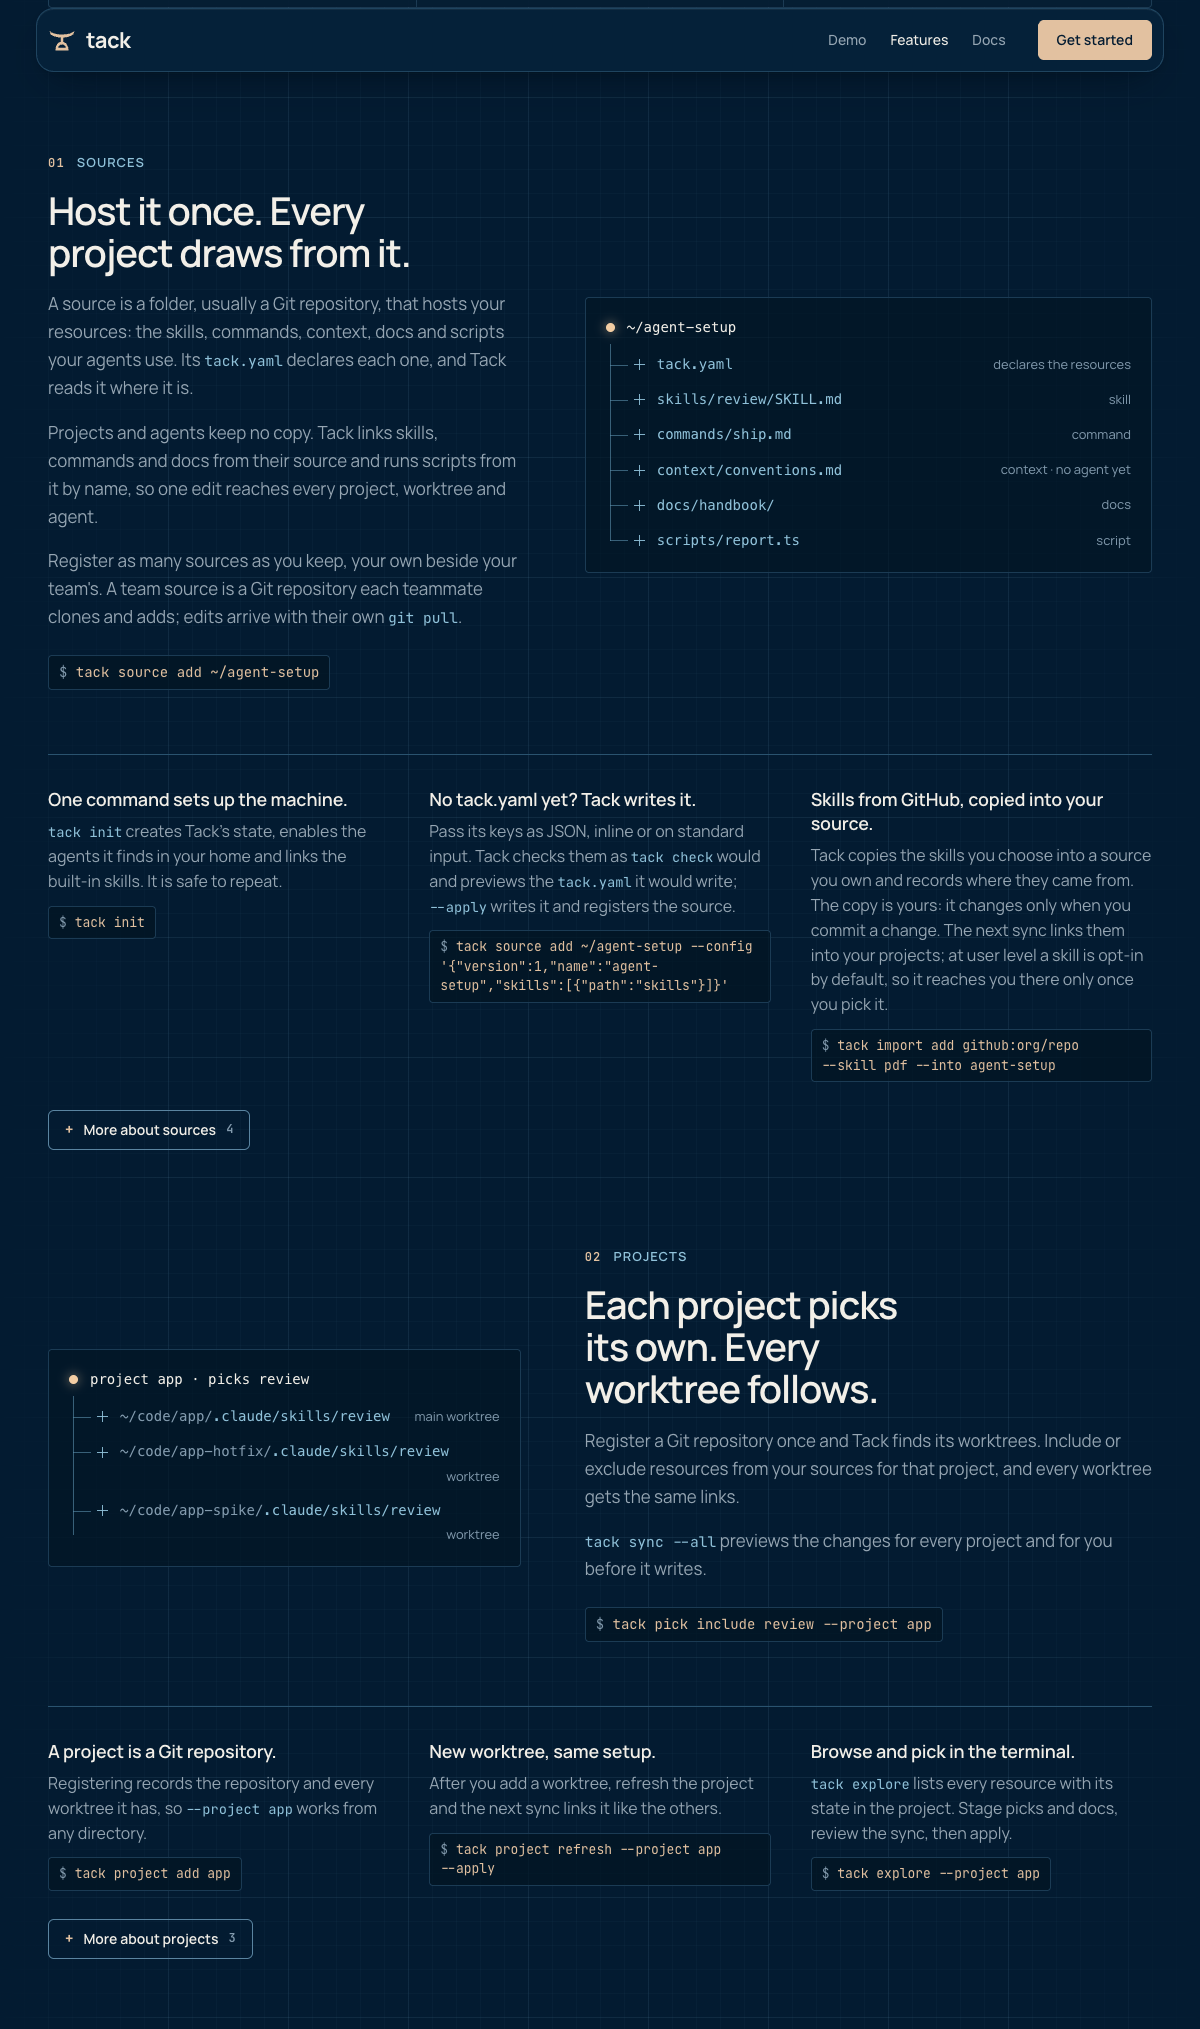 tack
Demo
Features
Docs
Get started
01 SOURCES
Host it once. Every
project draws from it.
A source is a folder, usually a Git repository, that hosts your
resources: the skills, commands, context, docs and scripts
your agents use. Its tack.yaml declares each one, and Tack
reads it where it is.
Projects and agents keep no copy. Tack links skills,
commands and docs from their source and runs scripts from
it by name, so one edit reaches every project, worktree and
agent.
Register as many sources as you keep, your own beside your
team's. A team source is a Git repository each teammate
clones and adds; edits arrive with their own git pull.
$ tack source add ~/agent-setup
~/agent-setup
tack.yaml declares the resources
skills/review/SKILL.md skill
commands/ship.md command
context/conventions.md context · no agent yet
docs/handbook/ docs
scripts/report.ts script
One command sets up the machine.
tack init creates Tack's state, enables the
agents it finds in your home and links the
built-in skills. It is safe to repeat.
$ tack init
No tack.yaml yet? Tack writes it.
Pass its keys as JSON, inline or on standard
input. Tack checks them as tack check would
and previews the tack.yaml it would write;
--apply writes it and registers the source.
$ tack source add ~/agent-setup --config
'{"version":1,"name":"agent-
setup","skills":[{"path":"skills"}]}'
Skills from GitHub, copied into your
source.
Tack copies the skills you choose into a source
you own and records where they came from.
The copy is yours: it changes only when you
commit a change. The next sync links them
into your projects; at user level a skill is opt-in
by default, so it reaches you there only once
you pick it.
$ tack import add github:org/repo
--skill pdf --into agent-setup
+ More about sources 4
02 PROJECTS
Each project picks
its own. Every
worktree follows.
Register a Git repository once and Tack finds its worktrees. Include or
exclude resources from your sources for that project, and every worktree
gets the same links.
tack sync --all previews the changes for every project and for you
before it writes.
$ tack pick include review --project app
project app · picks review
~/code/app/.claude/skills/review main worktree
~/code/app-hotfix/.claude/skills/review
worktree
~/code/app-spike/.claude/skills/review
worktree
A project is a Git repository.
Registering records the repository and every
worktree it has, so --project app works from
any directory.
$ tack project add app
New worktree, same setup.
After you add a worktree, refresh the project
and the next sync links it like the others.
$ tack project refresh --project app
--apply
Browse and pick in the terminal.
tack explore lists every resource with its
state in the project. Stage picks and docs,
review the sync, then apply.
$ tack explore --project app
+ More about projects 3